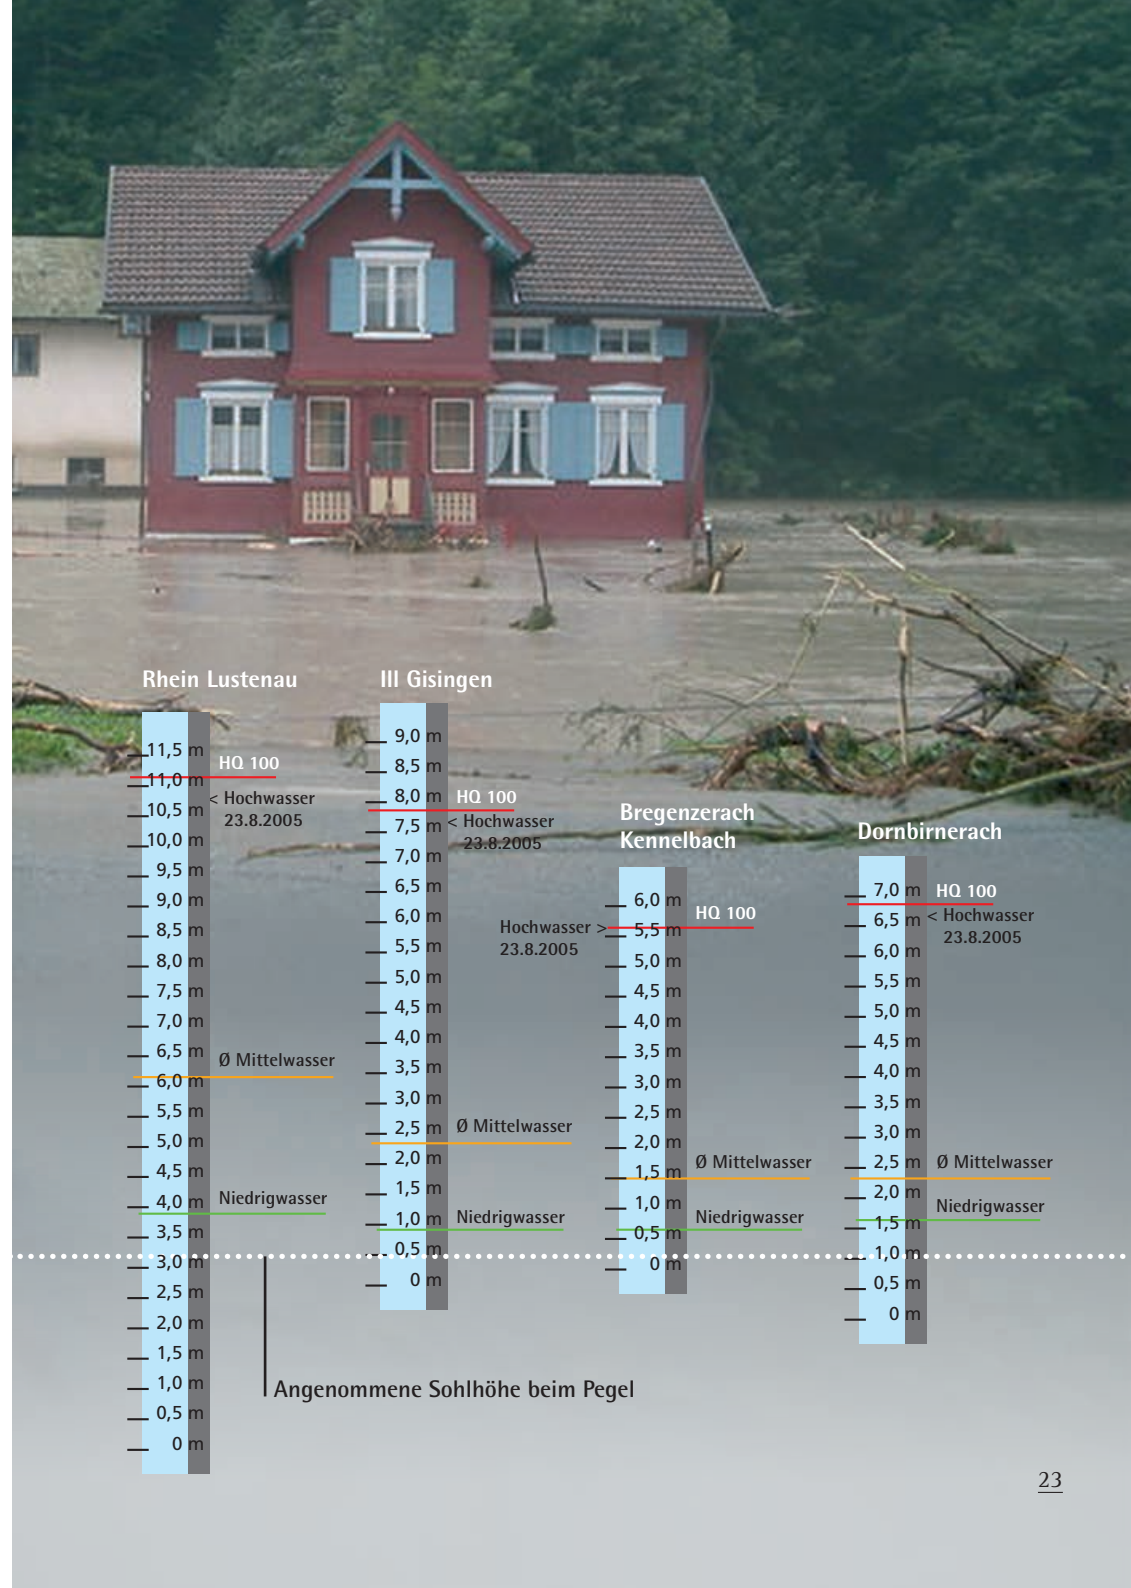 Rhein Lustenau
11,5 m
HQ 100
11,0 m
< Hochwasser
23.8.2005
10,5 m
10,0 m
9,5 m
9,0 m
8,5 m
8,0 m
7,5 m
7,0 m
6,5 m
Ø Mittelwasser
6,0 m
5,5 m
5,0 m
4,5 m
4,0 m
Niedrigwasser
3,5 m
3,0 m
2,5 m
2,0 m
1,5 m
1,0 m
0,5 m
0 m
Ill Gisingen
9,0 m
8,5 m
8,0 m
HQ 100
7,5 m
< Hochwasser
23.8.2005
7,0 m
6,5 m
6,0 m
5,5 m
5,0 m
4,5 m
4,0 m
3,5 m
3,0 m
2,5 m
Ø Mittelwasser
2,0 m
1,5 m
1,0 m
Niedrigwasser
0,5 m
0 m
Bregenzerach
Kennelbach
6,0 m
HQ 100
Hochwasser >
23.8.2005
5,5 m
5,0 m
4,5 m
4,0 m
3,5 m
3,0 m
2,5 m
2,0 m
Ø Mittelwasser
1,5 m
1,0 m
Niedrigwasser
0,5 m
0 m
Dornbirnerach
7,0 m
HQ 100
6,5 m
< Hochwasser
23.8.2005
6,0 m
5,5 m
5,0 m
4,5 m
4,0 m
3,5 m
3,0 m
2,5 m
Ø Mittelwasser
2,0 m
Niedrigwasser
1,5 m
1,0 m
0,5 m
0 m
Angenommene Sohlhöhe beim Pegel
23